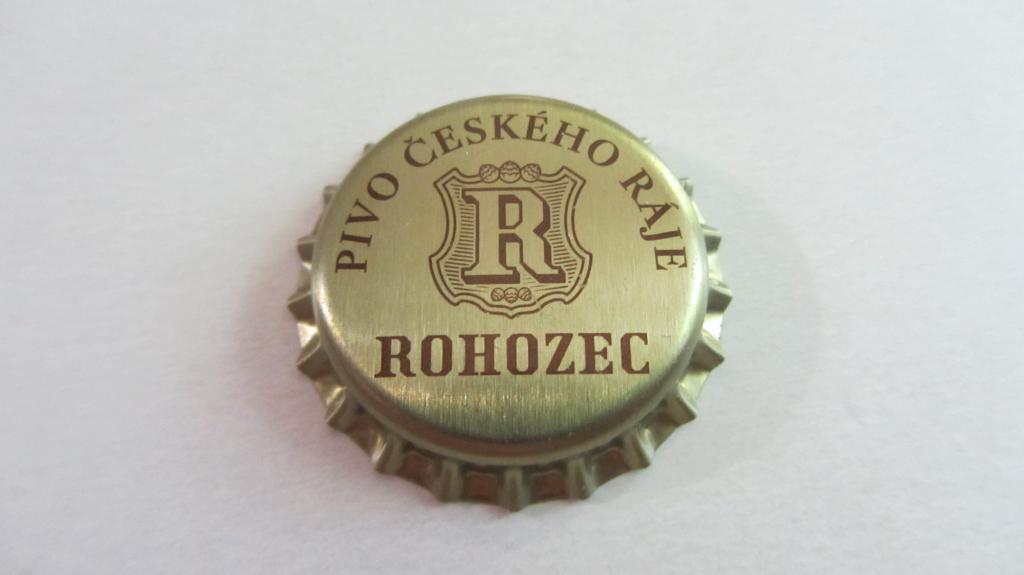 PIVO ČESKÉHO RÁJE
R
ROHOZEC